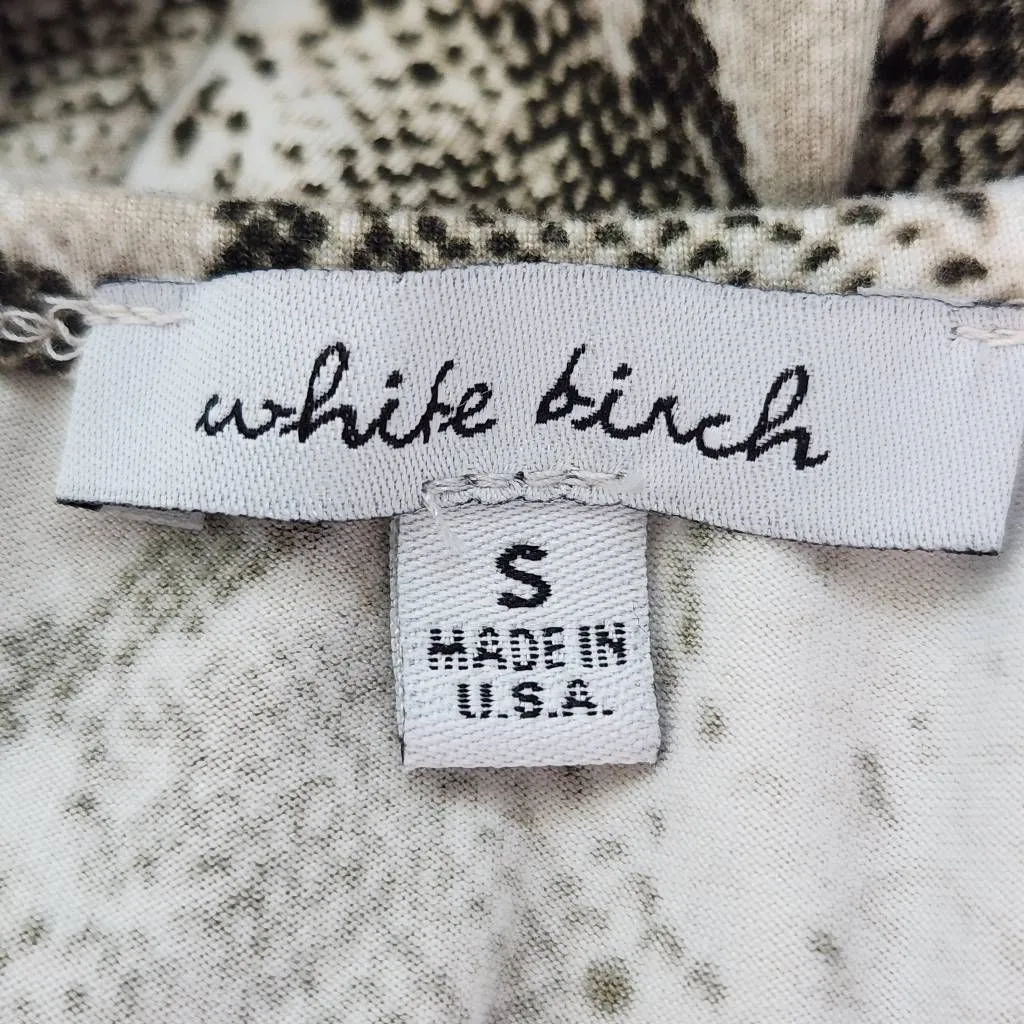 white birch
S
MADE IN
U.S.A.